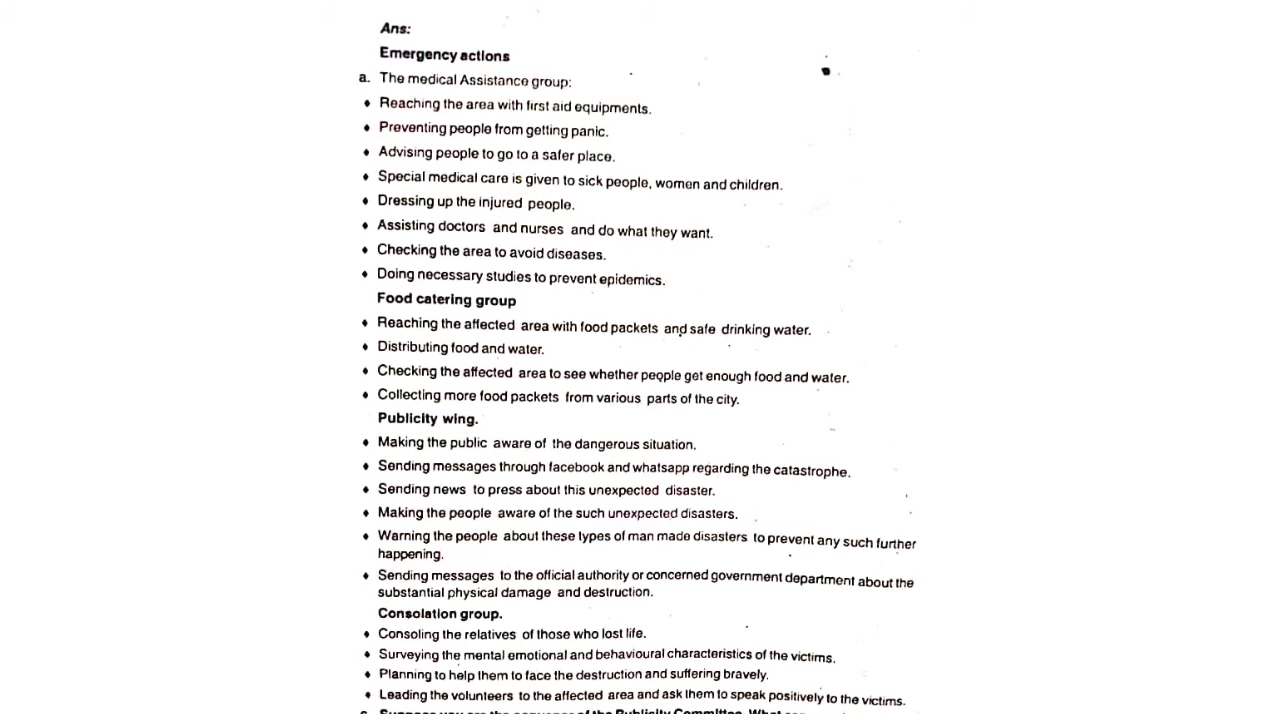 Ans:
Emergency actions
a. The medical Assistance group:
♦ Reaching the area with first aid equipments.
♦ Preventing people from getting panic.
♦ Advising people to go to a safer place.
♦ Special medical care is given to sick people, women and children.
♦ Dressing up the injured people.
♦ Assisting doctors and nurses and do what they want.
♦ Checking the area to avoid diseases.
♦ Doing necessary studies to prevent epidemics.
Food catering group
♦ Reaching the affected area with food packets and safe drinking water.
♦ Distributing food and water.
♦ Checking the affected area to see whether people get enough food and water.
♦ Collecting more food packets from various parts of the city.
Publicity wing.
♦ Making the public aware of the dangerous situation.
♦ Sending messages through facebook and whatsapp regarding the catastrophe.
♦ Sending news to press about this unexpected disaster.
♦ Making the people aware of the such unexpected disasters.
♦ Warning the people about these types of man made disasters to prevent any such further
happening.
♦ Sending messages to the official authority or concerned government department about the
substantial physical damage and destruction.
Consolation group.
♦ Consoling the relatives of those who lost life.
♦ Surveying the mental emotional and behavioural characteristics of the victims.
♦ Planning to help them to face the destruction and suffering bravely.
♦ Leading the volunteers to the affected area and ask them to speak positively to the victims.